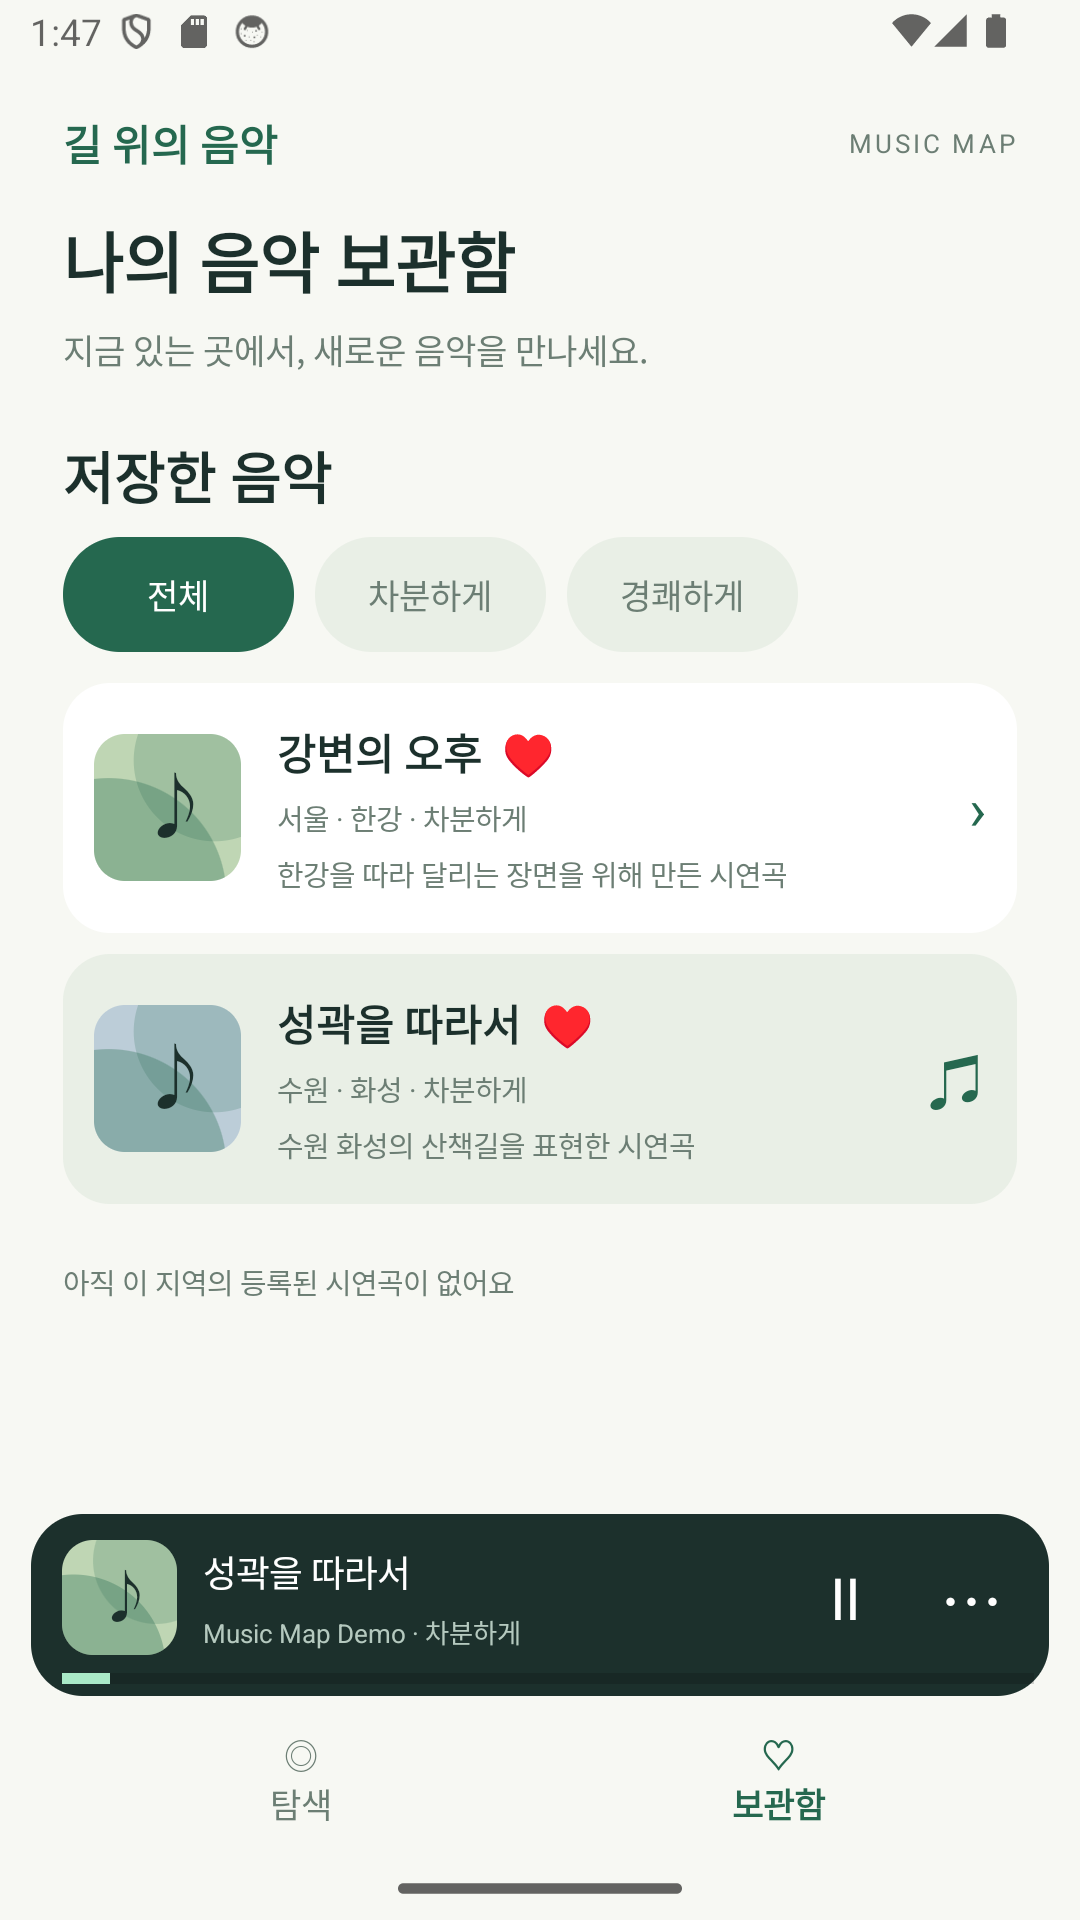 1:47
길 위의 음악
MUSIC MAP
나의 음악 보관함
지금 있는 곳에서, 새로운 음악을 만나세요.
저장한 음악
전체
차분하게
경쾌하게
강변의 오후 ❤️
서울 · 한강 · 차분하게
한강을 따라 달리는 장면을 위해 만든 시연곡
성곽을 따라서 ❤️
수원 · 화성 · 차분하게
수원 화성의 산책길을 표현한 시연곡
아직 이 지역의 등록된 시연곡이 없어요
성곽을 따라서
Music Map Demo · 차분하게
탐색
보관함